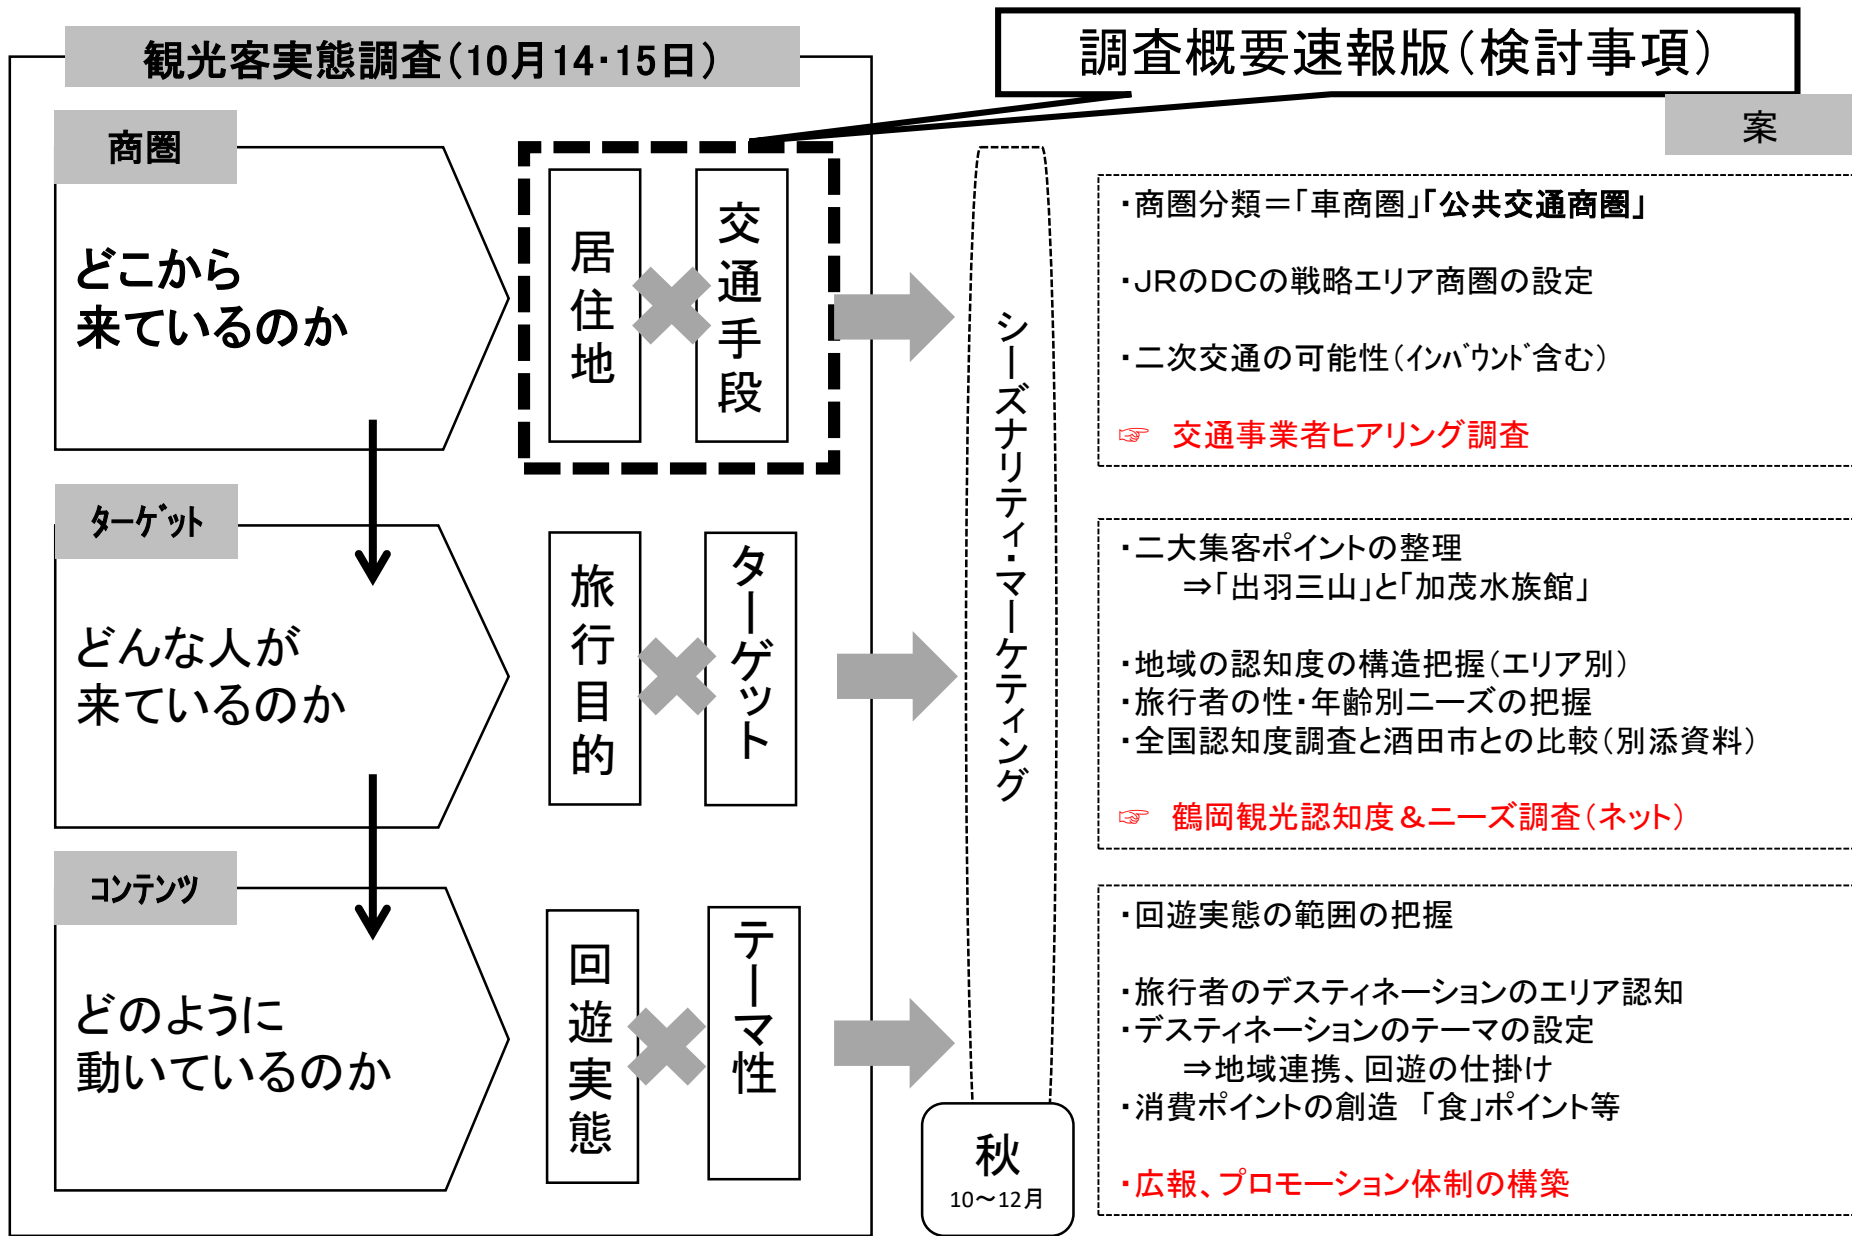 観光客実態調査(10月14・15日)
調査概要速報版(検討事項)
案
商圏
どこから
来ているのか
居住地
交通手段
・商圏分類=「車商圏」「公共交通商圏」
・JRのDCの戦略エリア商圏の設定
・二次交通の可能性(インバウンド含む)
☞ 交通事業者ヒアリング調査
ターゲット
どんな人が
来ているのか
旅行目的
ターゲット
シーズナリティ・マーケティング
・二大集客ポイントの整理
⇒「出羽三山」と「加茂水族館」
・地域の認知度の構造把握(エリア別)
・旅行者の性・年齢別ニーズの把握
・全国認知度調査と酒田市との比較(別添資料)
☞ 鶴岡観光認知度&ニーズ調査(ネット)
コンテンツ
どのように
動いているのか
回遊実態
テーマ性
秋
10〜12月
・回遊実態の範囲の把握
・旅行者のデスティネーションのエリア認知
・デスティネーションのテーマの設定
⇒地域連携、回遊の仕掛け
・消費ポイントの創造 「食」ポイント等
・広報、プロモーション体制の構築